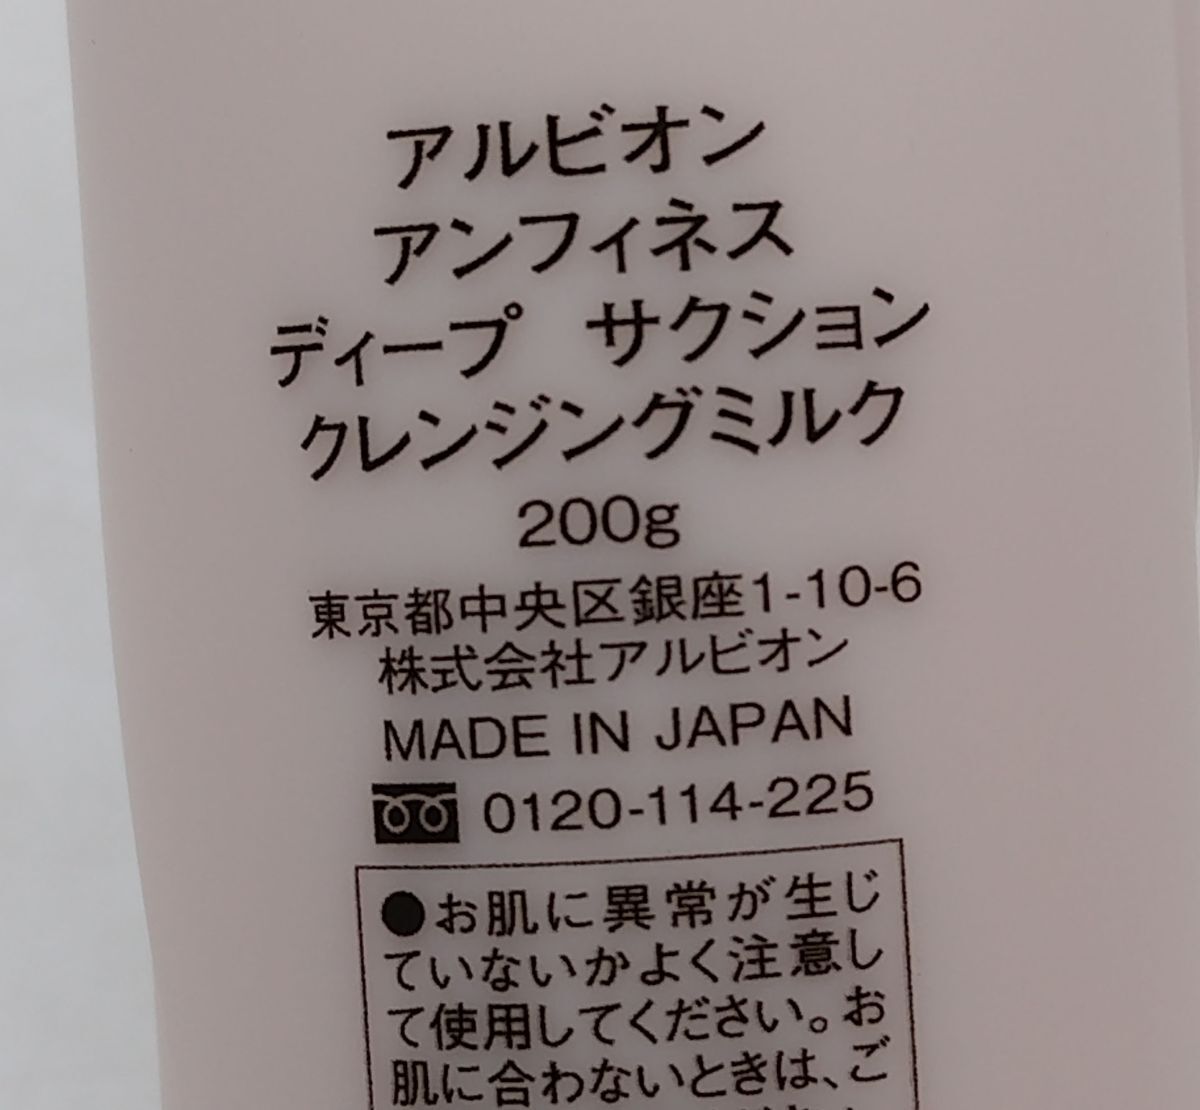 アルビオン
アンフィネス
ディープ サクション
クレンジングミルク
200g
東京都中央区銀座1-10-6
株式会社アルビオン
MADE IN JAPAN
0120-114-225
●お肌に異常が生じ
ていないかよく注意し
て使用してください。お
肌に合わないときは、ご